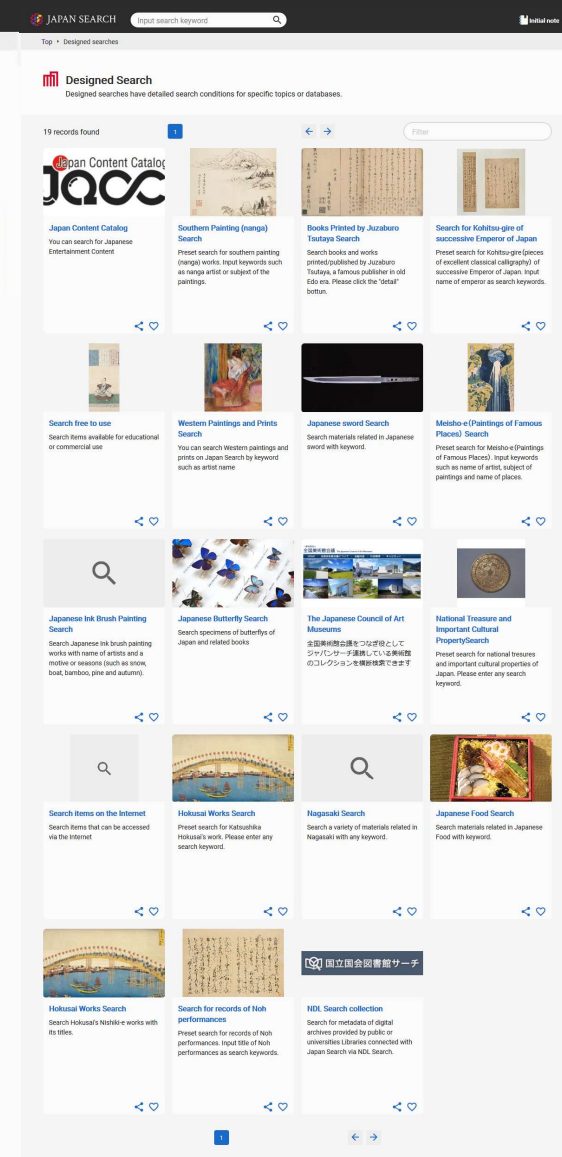 JAPAN SEARCH
Input search keyword
Initial note
Top
Designed searches
Designed Search
Designed searches have detailed search conditions for specific topics or databases.
19 records found
1
Filter
Japan Content Catalog
JACC
Japan Content Catalog
You can search for Japanese
Entertainment Content
Southern Painting (nanga)
Search
Preset search for southern painting
(nanga) works. Input keywords such
as nanga artist or subjext of the
paintings.
Books Printed by Juzaburo
Tsutaya Search
Search books and works
printed/published by Juzaburo
Tsutaya, a famous publisher in old
Edo era. Please click the "detail"
bottun.
Search for Kohitsu-gire of
successive Emperor of Japan
Preset search for Kohitsu-gire (pieces
of excellent classical calligraphy) of
successive Emperor of Japan. Input
name of emperor as search keywords.
Search free to use
Search items available for educational
or commercial use
Western Paintings and Prints
Search
You can search Western paintings and
prints on Japan Search by keyword
such as artist name
Japanese sword Search
Search materials related in Japanese
sword with keyword.
Meisho-e (Paintings of Famous
Places) Search
Preset search for Meisho-e (Paintings
of Famous Places). Input keywords
such as name of artist, subject of
paintings and name of places.
Japanese Ink Brush Painting
Search
Search Japanese Ink brush painting
works with name of artists and a
motive or seasons (such as snow,
boat, bamboo, pine and autumn).
Japanese Butterfly Search
Search specimens of butterflys of
Japan and related books
全国美術館会議
The Japanese Council of Art
Museums
全国美術館会議をつなぎ役として
ジャパンサーチ連携している美術館
のコレクションを横断検索できます
National Treasure and
Important Cultural
PropertySearch
Preset search for national tresures
and important cultural properties of
Japan. Please enter any search
keyword.
Search items on the Internet
Search items that can be accessed
via the Internet
Hokusai Works Search
Preset search for Katsushika
Hokusai's work. Please enter any
search keyword.
Nagasaki Search
Search a variety of materials related in
Nagasaki with any keyword.
Japanese Food Search
Search materials related in Japanese
Food with keyword.
Hokusai Works Search
Search Hokusai's Nishiki-e works with
its titles.
Search for records of Noh
performances
Preset search for records of Noh
performances. Input title of Noh
performances as search keywords.
国立国会図書館サーチ
NDL Search collection
Search for metadata of digital
archives provided by public or
universities Libraries connected with
Japan Search via NDL Search.
1